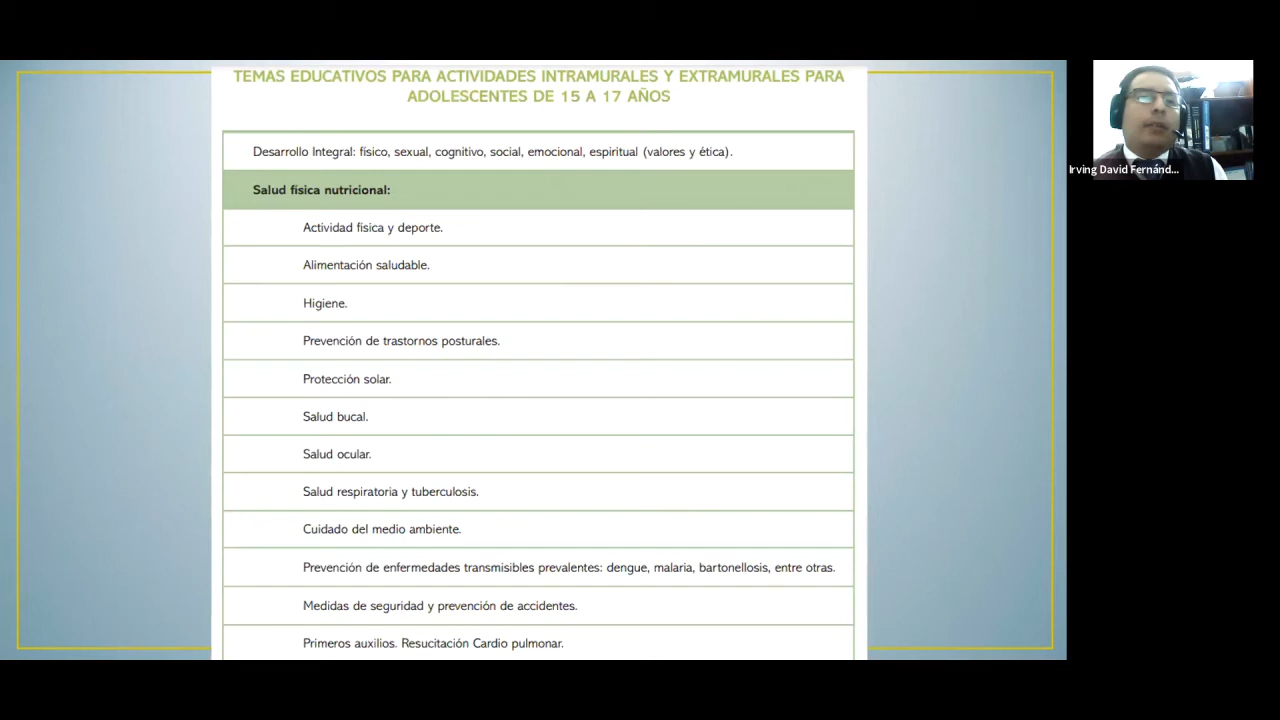 TEMAS EDUCATIVOS PARA ACTIVIDADES INTRAMURALES Y EXTRAMURALES PARA
ADOLESCENTES DE 15 A 17 AÑOS
Desarrollo Integral: físico, sexual, cognitivo, social, emocional, espiritual (valores y ética).
Salud física nutricional:
Actividad física y deporte.
Alimentación saludable.
Higiene.
Prevención de trastornos posturales.
Protección solar.
Salud bucal.
Salud ocular.
Salud respiratoria y tuberculosis.
Cuidado del medio ambiente.
Prevención de enfermedades transmisibles prevalentes: dengue, malaria, bartonellosis, entre otras.
Medidas de seguridad y prevención de accidentes.
Primeros auxilios. Resucitación Cardio pulmonar.
Irving David Fernánd...